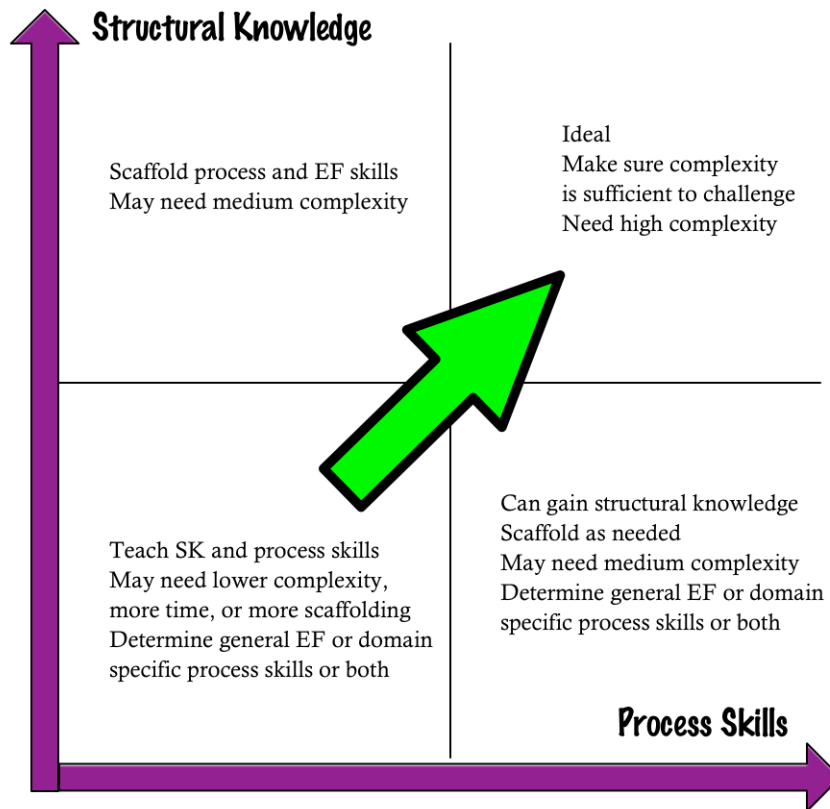 Structural Knowledge
Scaffold process and EF skills
May need medium complexity
Ideal
Make sure complexity
is sufficient to challenge
Need high complexity
Teach SK and process skills
May need lower complexity,
more time, or more scaffolding
Determine general EF or domain
specific process skills or both
Can gain structural knowledge
Scaffold as needed
May need medium complexity
Determine general EF or domain
specific process skills or both
Process Skills